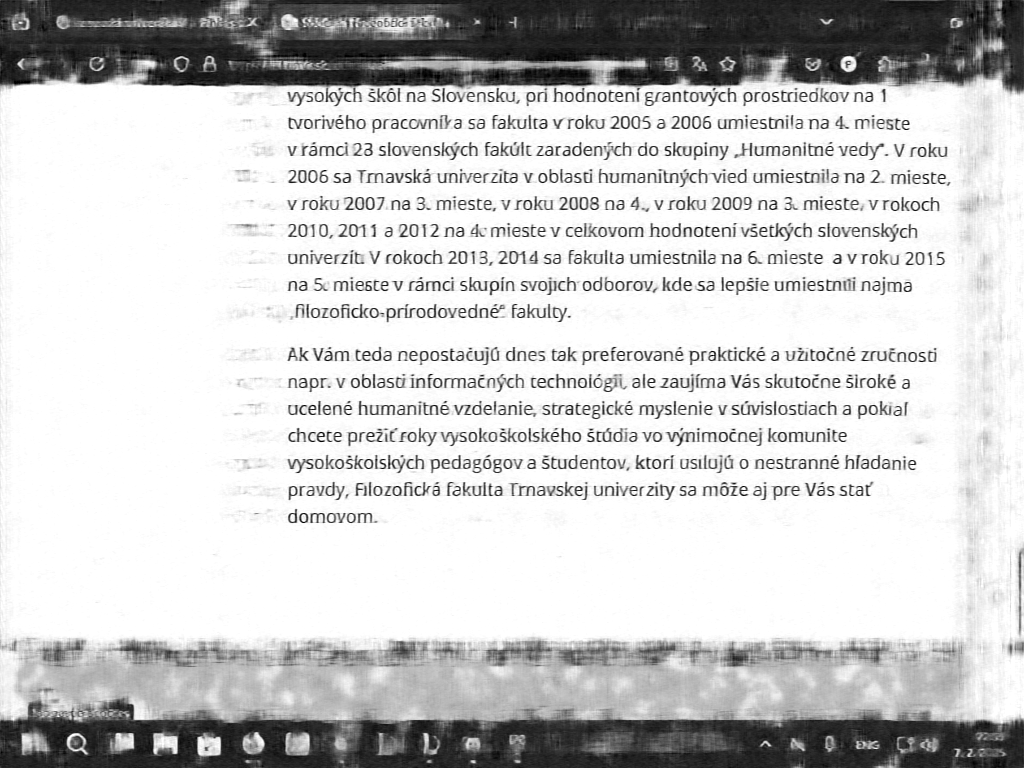 vysokých škôl na Slovensku, pri hodnotení grantových prostriedkov na 1
tvorivého pracovníka sa fakulta v roku 2005 a 2006 umiestnila na 4. mieste
v rámci 23 slovenských fakúlt zaradených do skupiny „Humanitné vedy“. V roku
2006 sa Trnavská univerzita v oblasti humanitných vied umiestnila na 2. mieste,
v roku 2007 na 3. mieste, v roku 2008 na 4., v roku 2009 na 3. mieste, v rokoch
2010, 2011 a 2012 na 4. mieste v celkovom hodnotení všetkých slovenských
univerzít. V rokoch 2013, 2014 sa fakulta umiestnila na 6. mieste a v roku 2015
na 5. mieste v rámci skupín svojich odborov, kde sa lepšie umiestnili najma
„filozoficko-prírodovedné“ fakulty.
Ak Vám teda nepostačujú dnes tak preferované praktické a užitočné zručnosti
napr. v oblasti informačných technológií, ale zaujíma Vás skutočne široké a
ucelené humanitné vzdelanie, strategické myslenie v súvislostiach a pokiaľ
chcete prežiť roky vysokoškolského štúdia vo výnimočnej komunite
vysokoškolských pedagógov a študentov, ktorí usilujú o nestranné hľadanie
pravdy, Filozofická fakulta Trnavskej univerzity sa môže aj pre Vás stať
domovom.
ENG